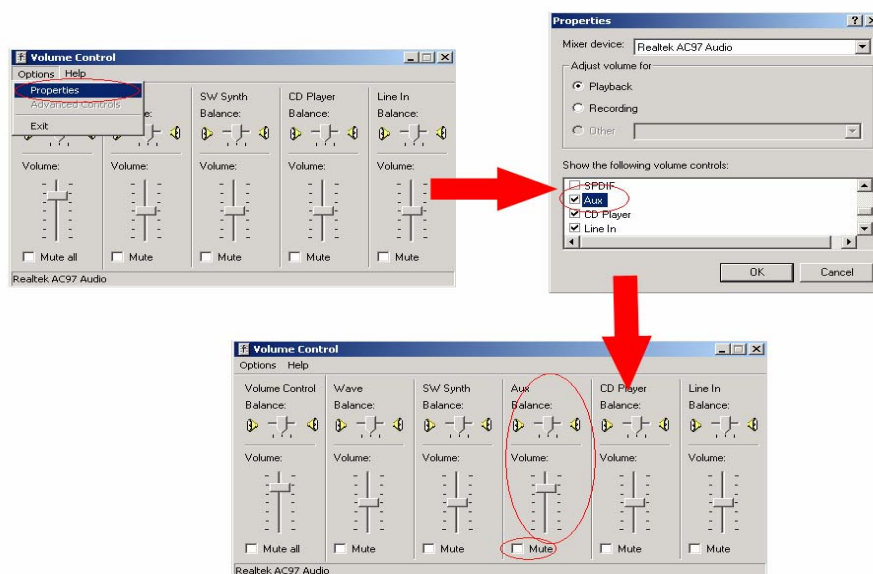 Volume Control
Options Help
Properties
Advanced Controls
Exit
SW Synth
CD Player
Line In
Balance:
Balance:
Balance:
Volume:
Volume:
Volume:
Volume:
Volume:
Mute all
Mute
Mute
Mute
Mute
Realtek AC97 Audio
Properties
Mixer device:
Realtek AC97 Audio
Adjust volume for
Playback
Recording
Other
Show the following volume controls:
SPDIF
Aux
CD Player
Line In
OK
Cancel
Volume Control
Options Help
Volume Control
Wave
SW Synth
Aux
CD Player
Line In
Balance:
Balance:
Balance:
Balance:
Balance:
Balance:
Volume:
Volume:
Volume:
Volume:
Volume:
Volume:
Mute all
Mute
Mute
Mute
Mute
Mute
Realtek AC97 Audio